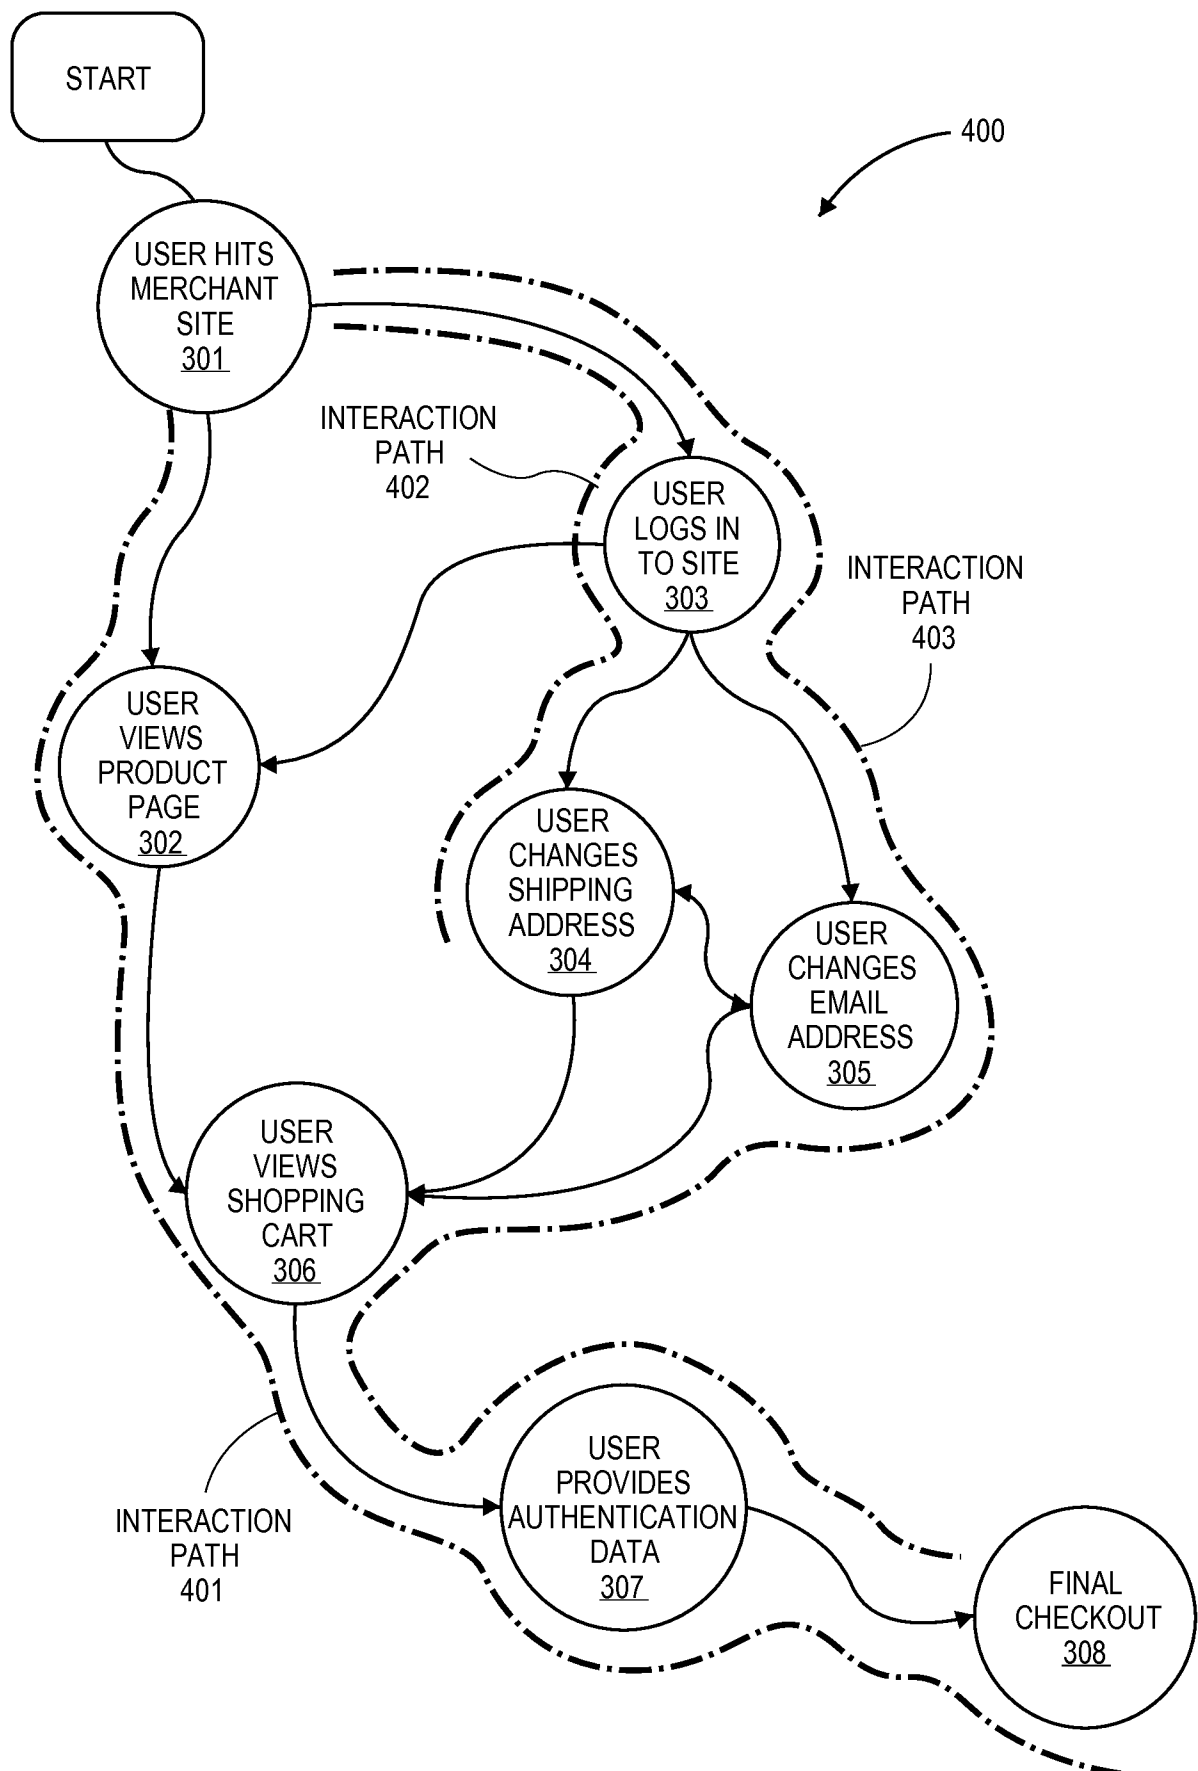 START
400
USER HITS
MERCHANT
SITE
301
INTERACTION
PATH
402
USER
LOGS IN
TO SITE
303
INTERACTION
PATH
403
USER
VIEWS
PRODUCT
PAGE
302
USER
CHANGES
SHIPPING
ADDRESS
304
USER
CHANGES
EMAIL
ADDRESS
305
USER
VIEWS
SHOPPING
CART
306
INTERACTION
PATH
401
USER
PROVIDES
AUTHENTICATION
DATA
307
FINAL
CHECKOUT
308